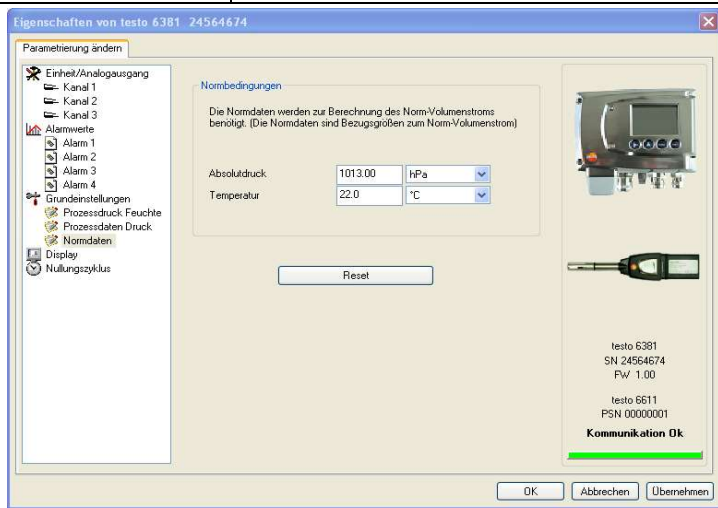 Eigenschaften von testo 6381 24564674
Parametrierung ändern
Einheit/Analogausgang
Kanal 1
Kanal 2
Kanal 3
Alarmwerte
Alarm 1
Alarm 2
Alarm 3
Alarm 4
Grundeinstellungen
Prozessdruck Feuchte
Prozessdaten Druck
Normdaten
Display
Nullungszyklus
Normbedingungen
Die Normdaten werden zur Berechnung des Norm-Volumenstroms
benötigt. (Die Normdaten sind Bezugsgrößen zum Norm-Volumenstrom)
Absolutdruck 1013.00 hPa
Temperatur 22.0 °C
Reset
testo 6381
SN 24564674
FW 1.00
testo 6611
PSN 00000001
Kommunikation Ok
OK Abbrechen Übernehmen